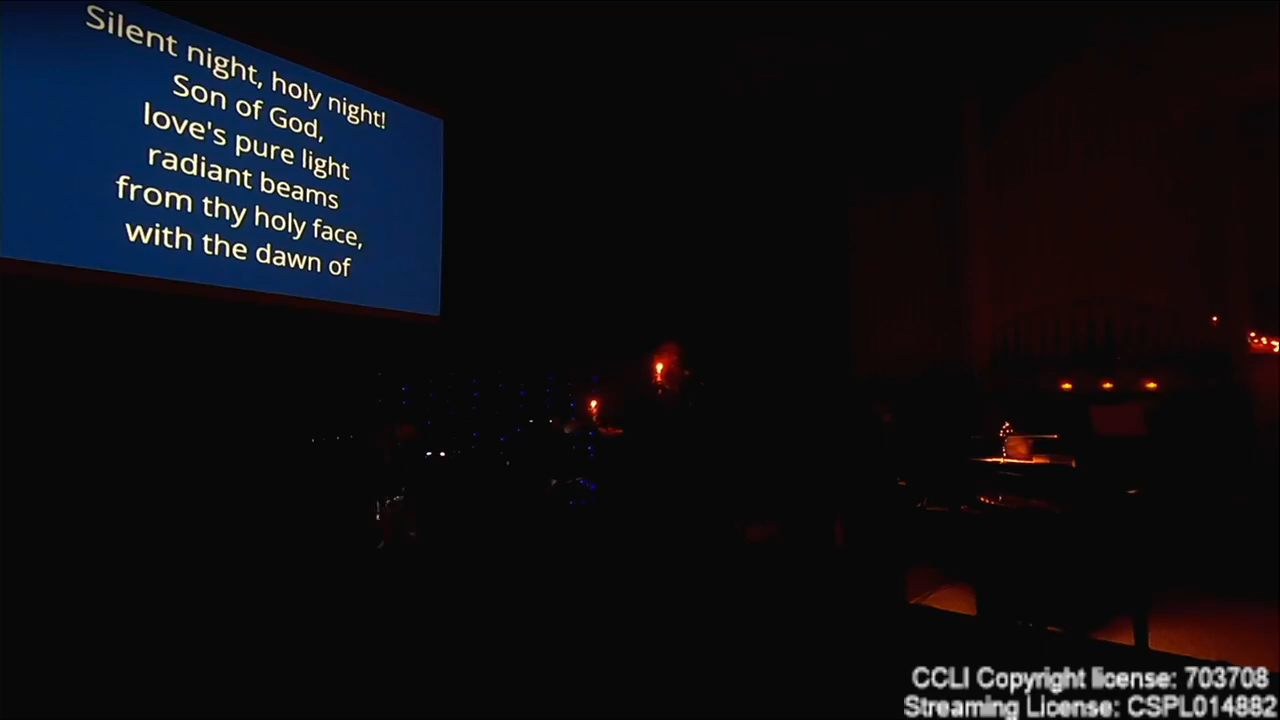 Silent night, holy night!
Son of God,
love's pure light
radiant beams
from thy holy face,
with the dawn of
CCLI Copyright license: 703708
Streaming License: CSPL014882